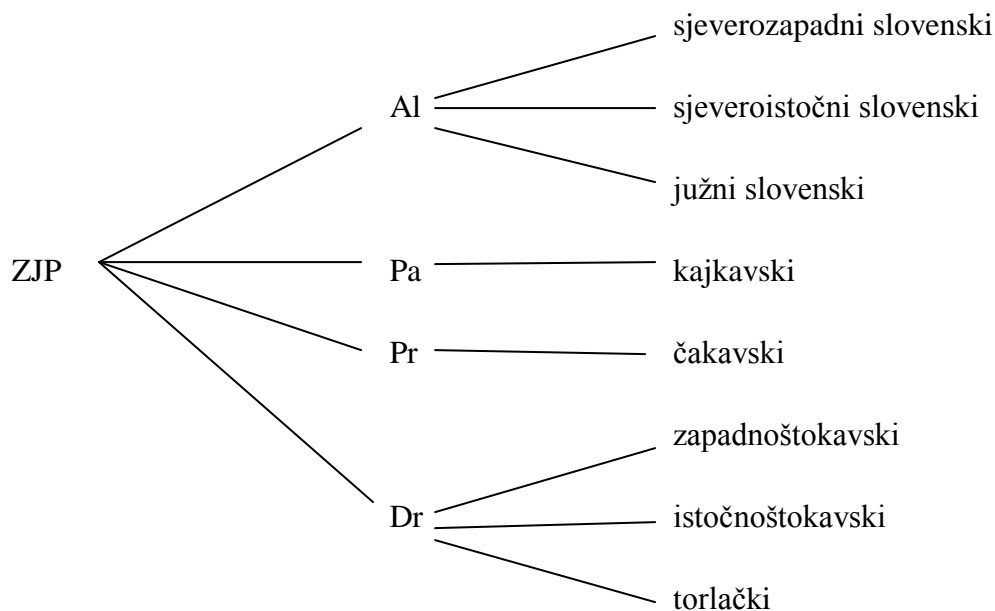 sjeverozapadni slovenski
Al
sjeveroistočni slovenski
južni slovenski
ZJP
Pa
kajkavski
Pr
čakavski
zapadnoštokavski
Dr
istočnoštokavski
torlački